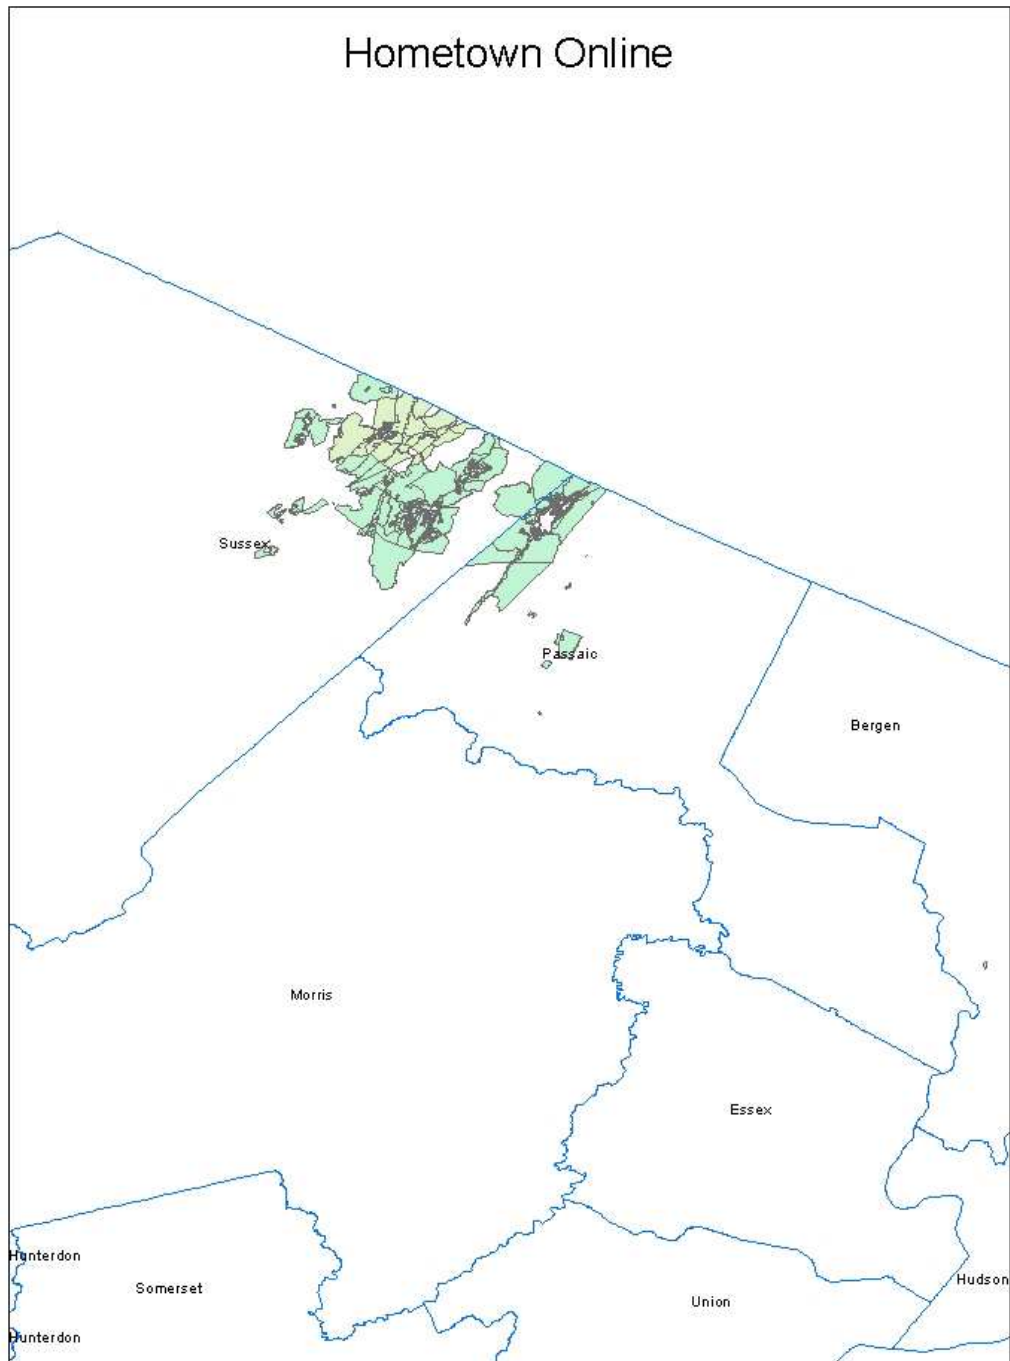 Hometown Online
Sussex
Passaic
Bergen
Morris
Essex
Hunterdon
Somerset
Hudson
Union
Hunterdon